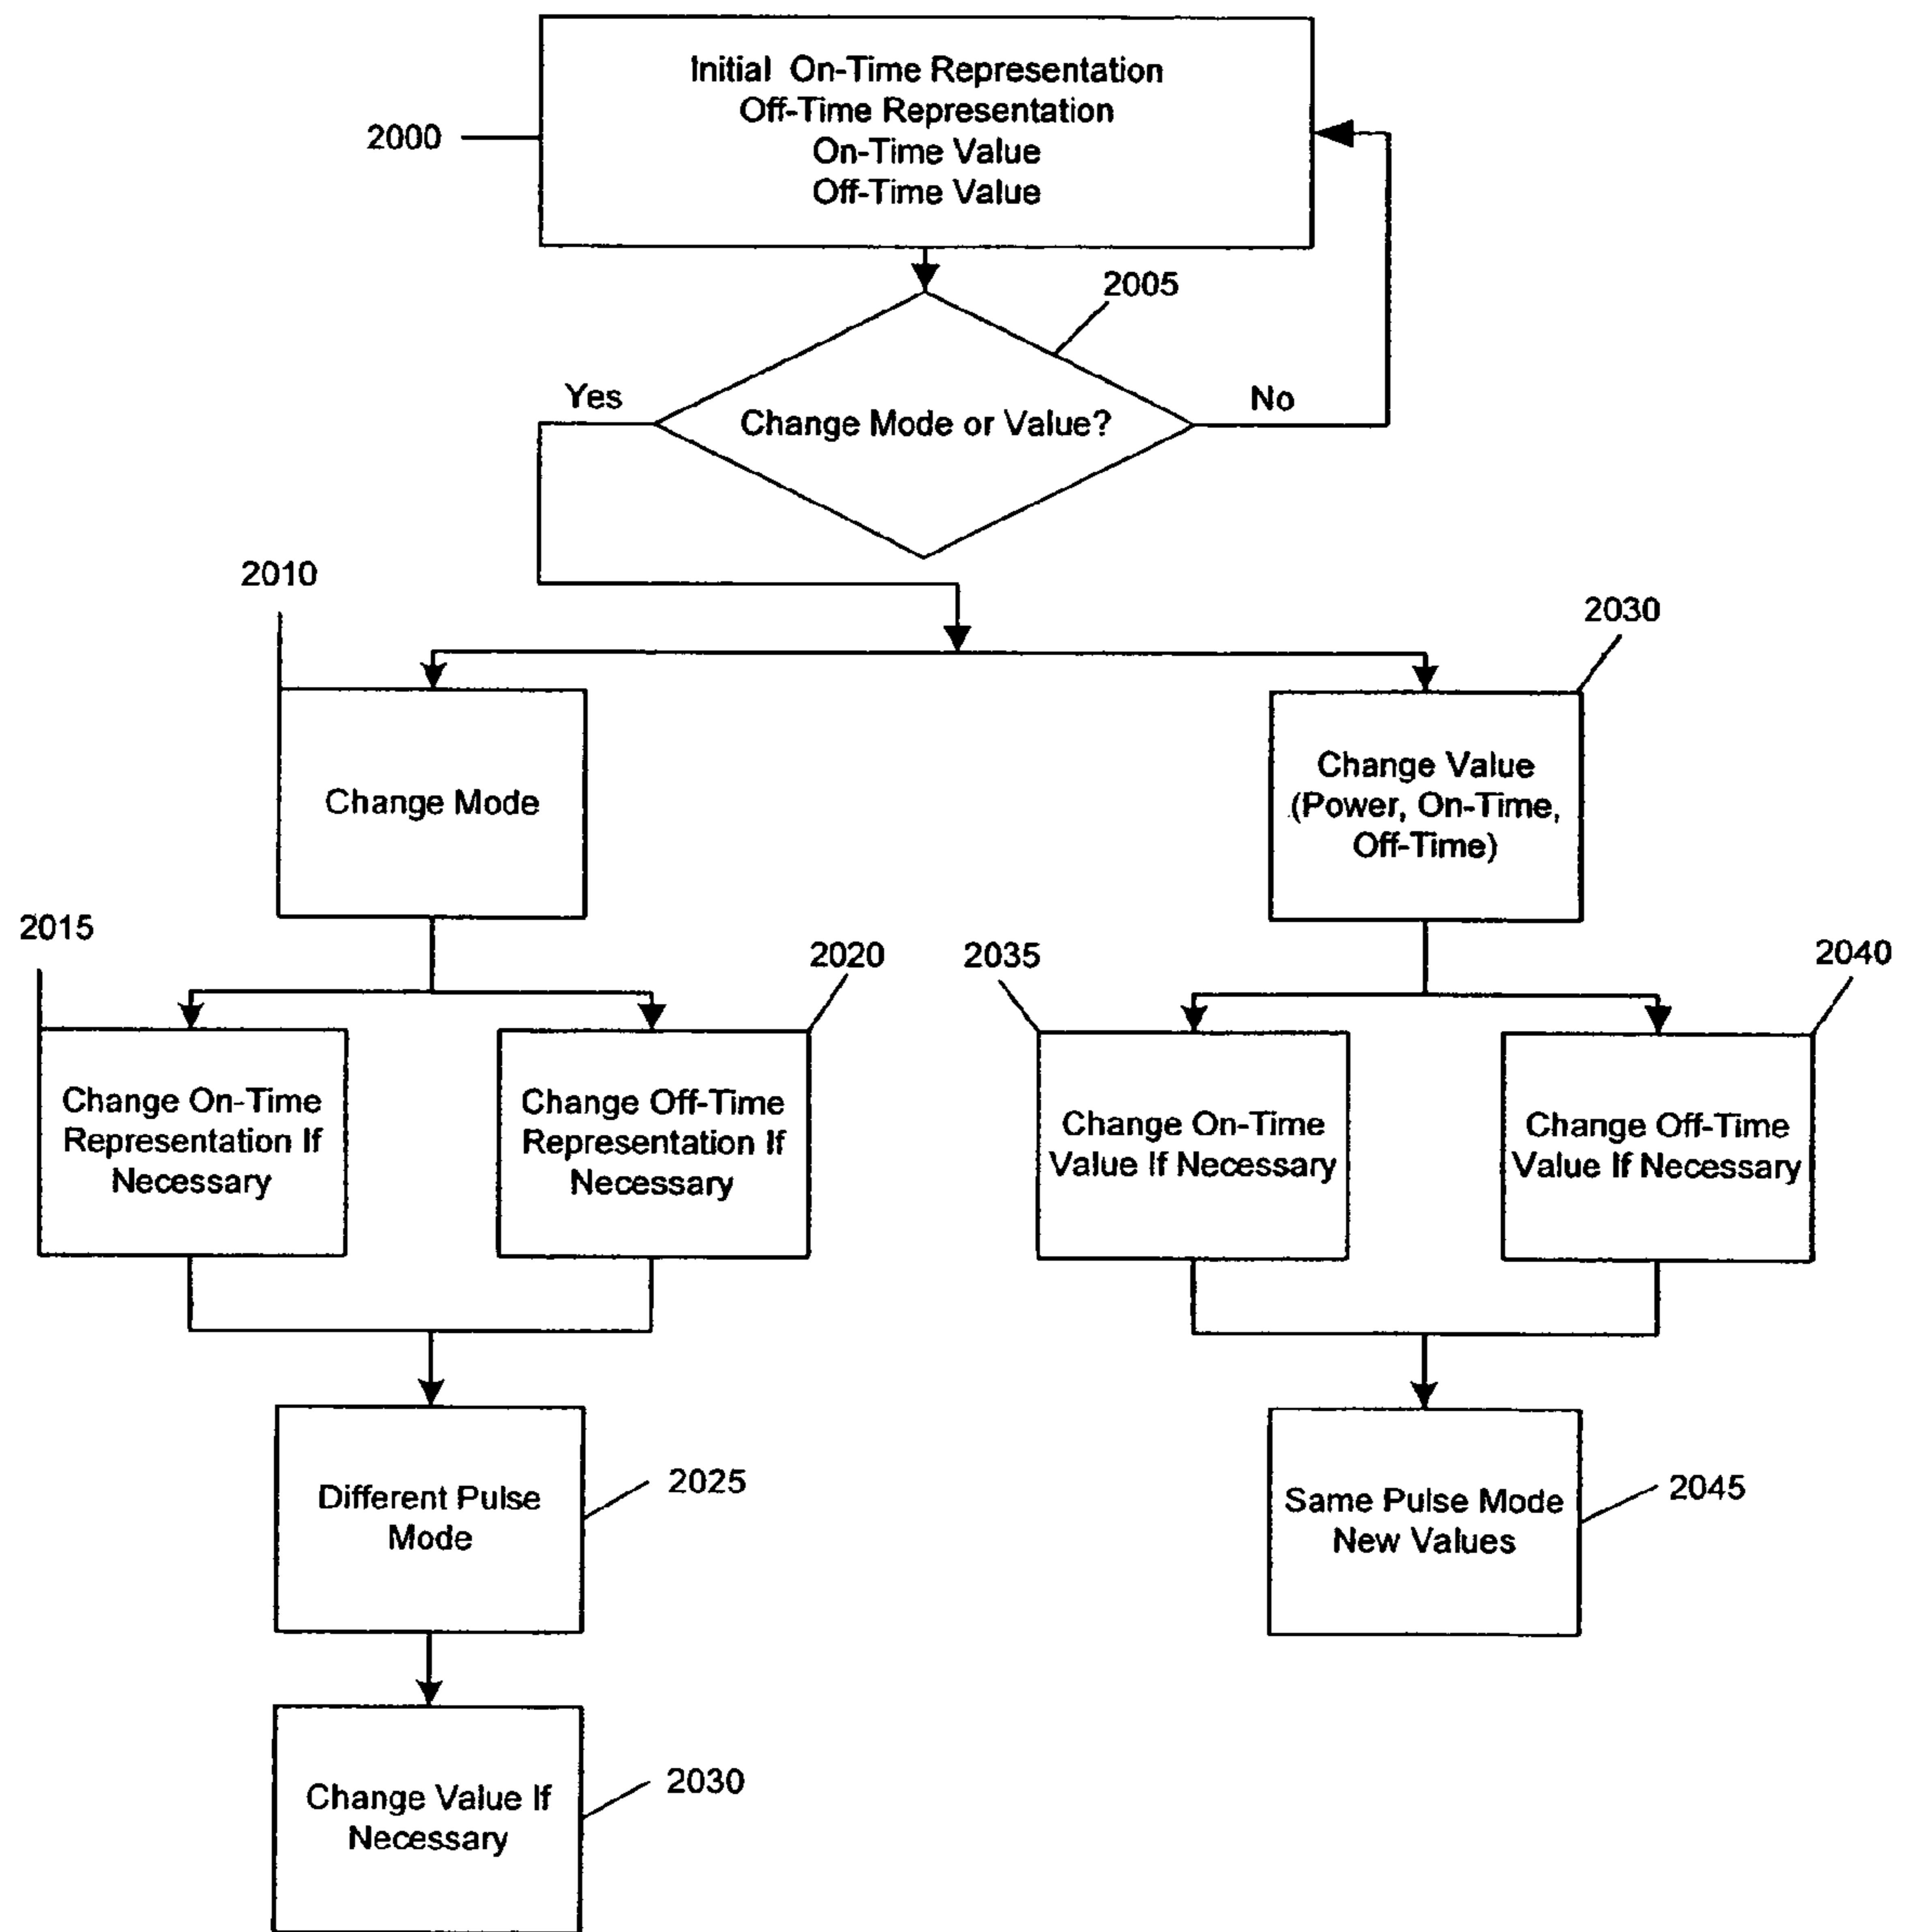 Initial On-Time Representation
Off-Time Representation
On-Time Value
Off-Time Value
2000
2005
Yes
Change Mode or Value?
No
2010
2030
Change Mode
Change Value
(Power, On-Time,
Off-Time)
2015
2020
2035
2040
Change On-Time
Representation If
Necessary
Change Off-Time
Representation If
Necessary
Change On-Time
Value If Necessary
Change Off-Time
Value If Necessary
Different Pulse
Mode
2025
Same Pulse Mode
New Values
2045
Change Value If
Necessary
2030